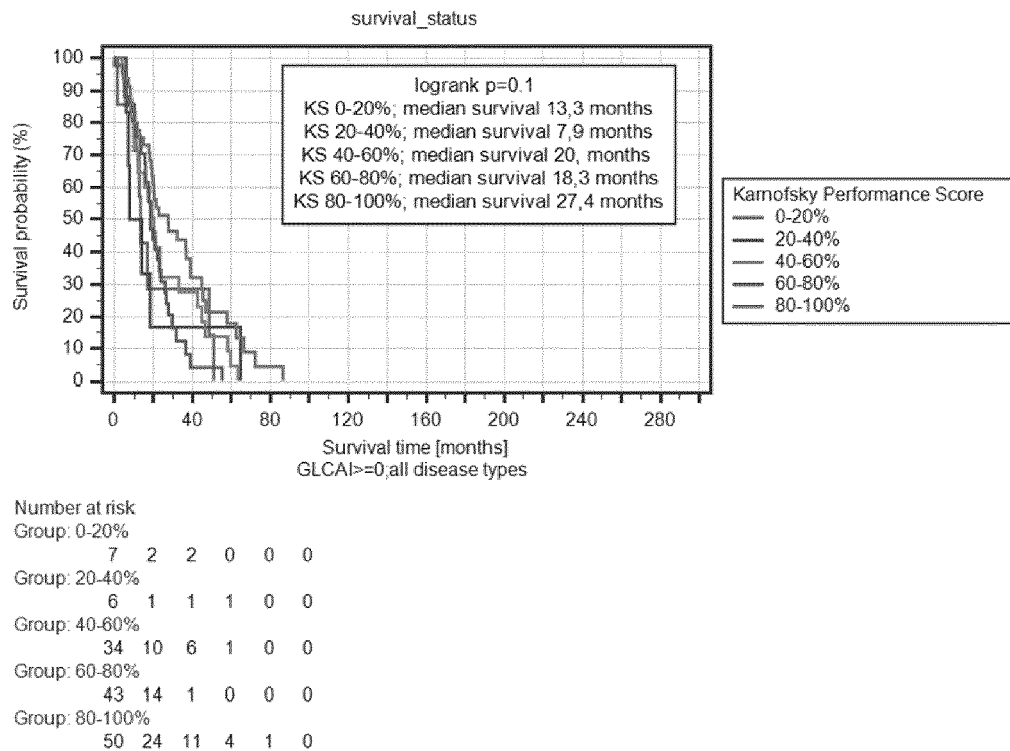 survival_status
100
90
80
70
60
50
40
30
20
10
0
Survival probability (%)
logrank p=0.1
KS 0-20%; median survival 13,3 months
KS 20-40%; median survival 7,9 months
KS 40-60%; median survival 20, months
KS 60-80%; median survival 18,3 months
KS 80-100%; median survival 27,4 months
Karnofsky Performance Score
0-20%
20-40%
40-60%
60-80%
80-100%
0 40 80 120 160 200 240 280
Survival time [months]
GLCAI>=0;all disease types
Number at risk
Group: 0-20%
7 2 2 0 0 0
Group: 20-40%
6 1 1 1 0 0
Group: 40-60%
34 10 6 1 0 0
Group: 60-80%
43 14 1 0 0 0
Group: 80-100%
50 24 11 4 1 0